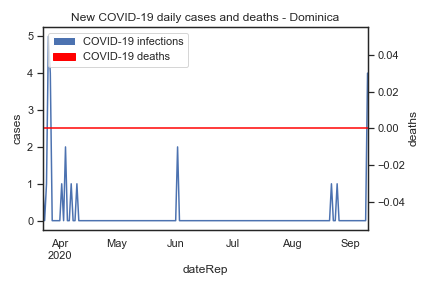 New COVID-19 daily cases and deaths - Dominica
COVID-19 infections
COVID-19 deaths
5
4
3
2
1
0
cases
0.04
0.02
0.00
−0.02
−0.04
deaths
Apr May Jun Jul Aug Sep
2020
dateRep